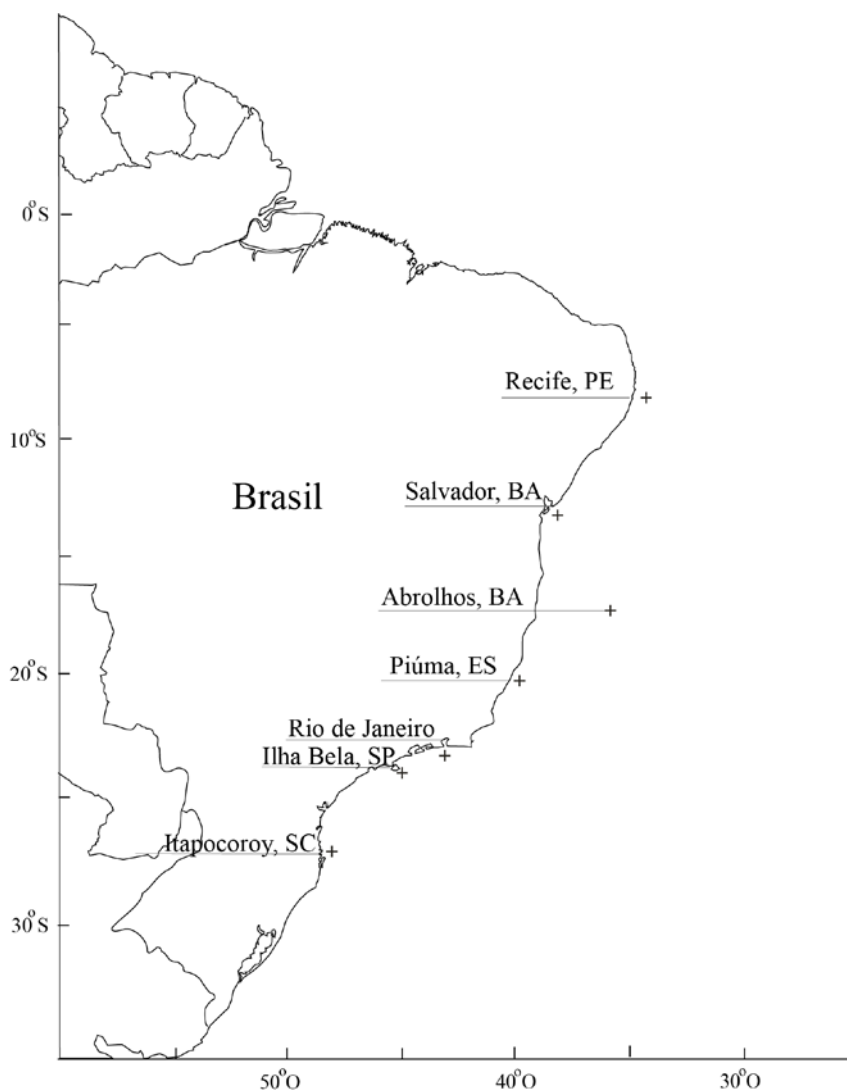 0°S
Recife, PE
10°S
Salvador, BA
Brasil
Abrolhos, BA
Piúma, ES
20°S
Rio de Janeiro
Ilha Bela, SP
Itapocoroy, SC
30°S
50°O
40°O
30°O